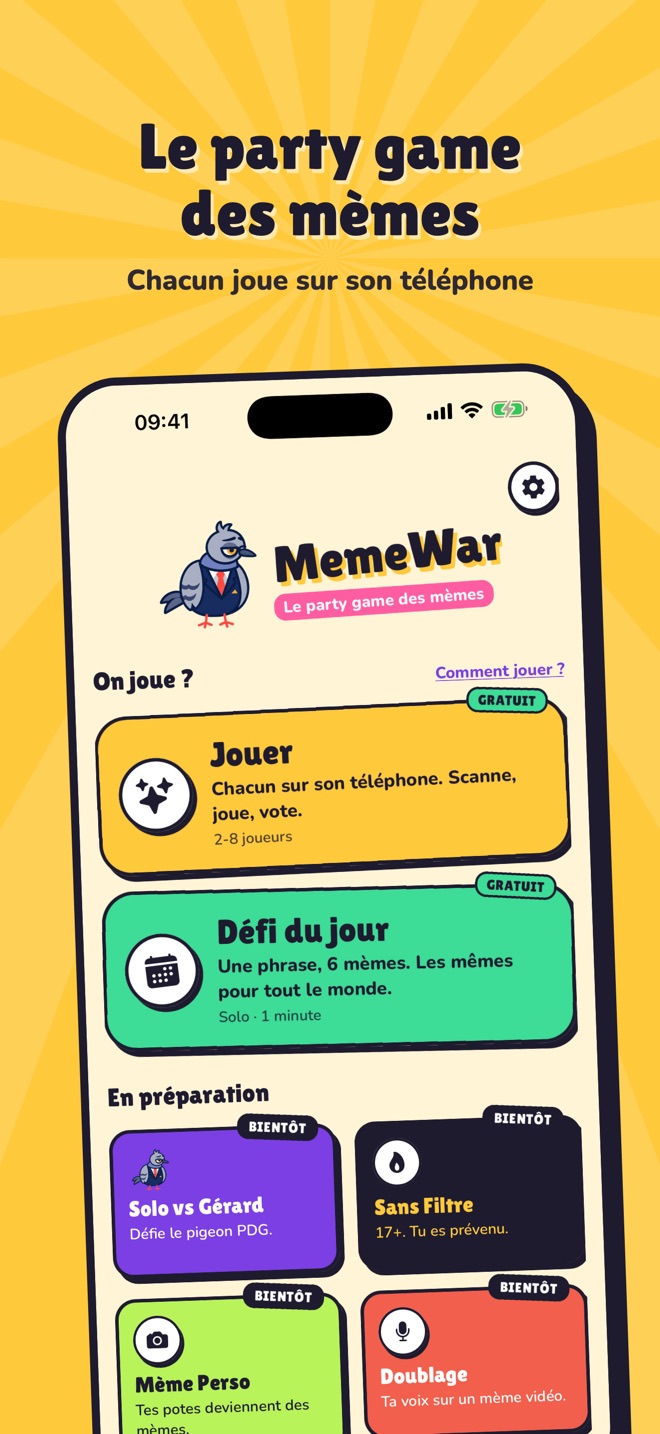 Le party game
des mèmes
Chacun joue sur son téléphone
09:41
MemeWar
Le party game des mèmes
On joue ?
Comment jouer ?
GRATUIT
Jouer
Chacun sur son téléphone. Scanne,
joue, vote.
2-8 joueurs
GRATUIT
Défi du jour
Une phrase, 6 mèmes. Les mêmes
pour tout le monde.
Solo · 1 minute
En préparation
BIENTÔT
Solo vs Gérard
Défie le pigeon PDG.
BIENTÔT
Sans Filtre
17+. Tu es prévenu.
BIENTÔT
Mème Perso
Tes potes deviennent des
mèmes.
BIENTÔT
Doublage
Ta voix sur un mème vidéo.